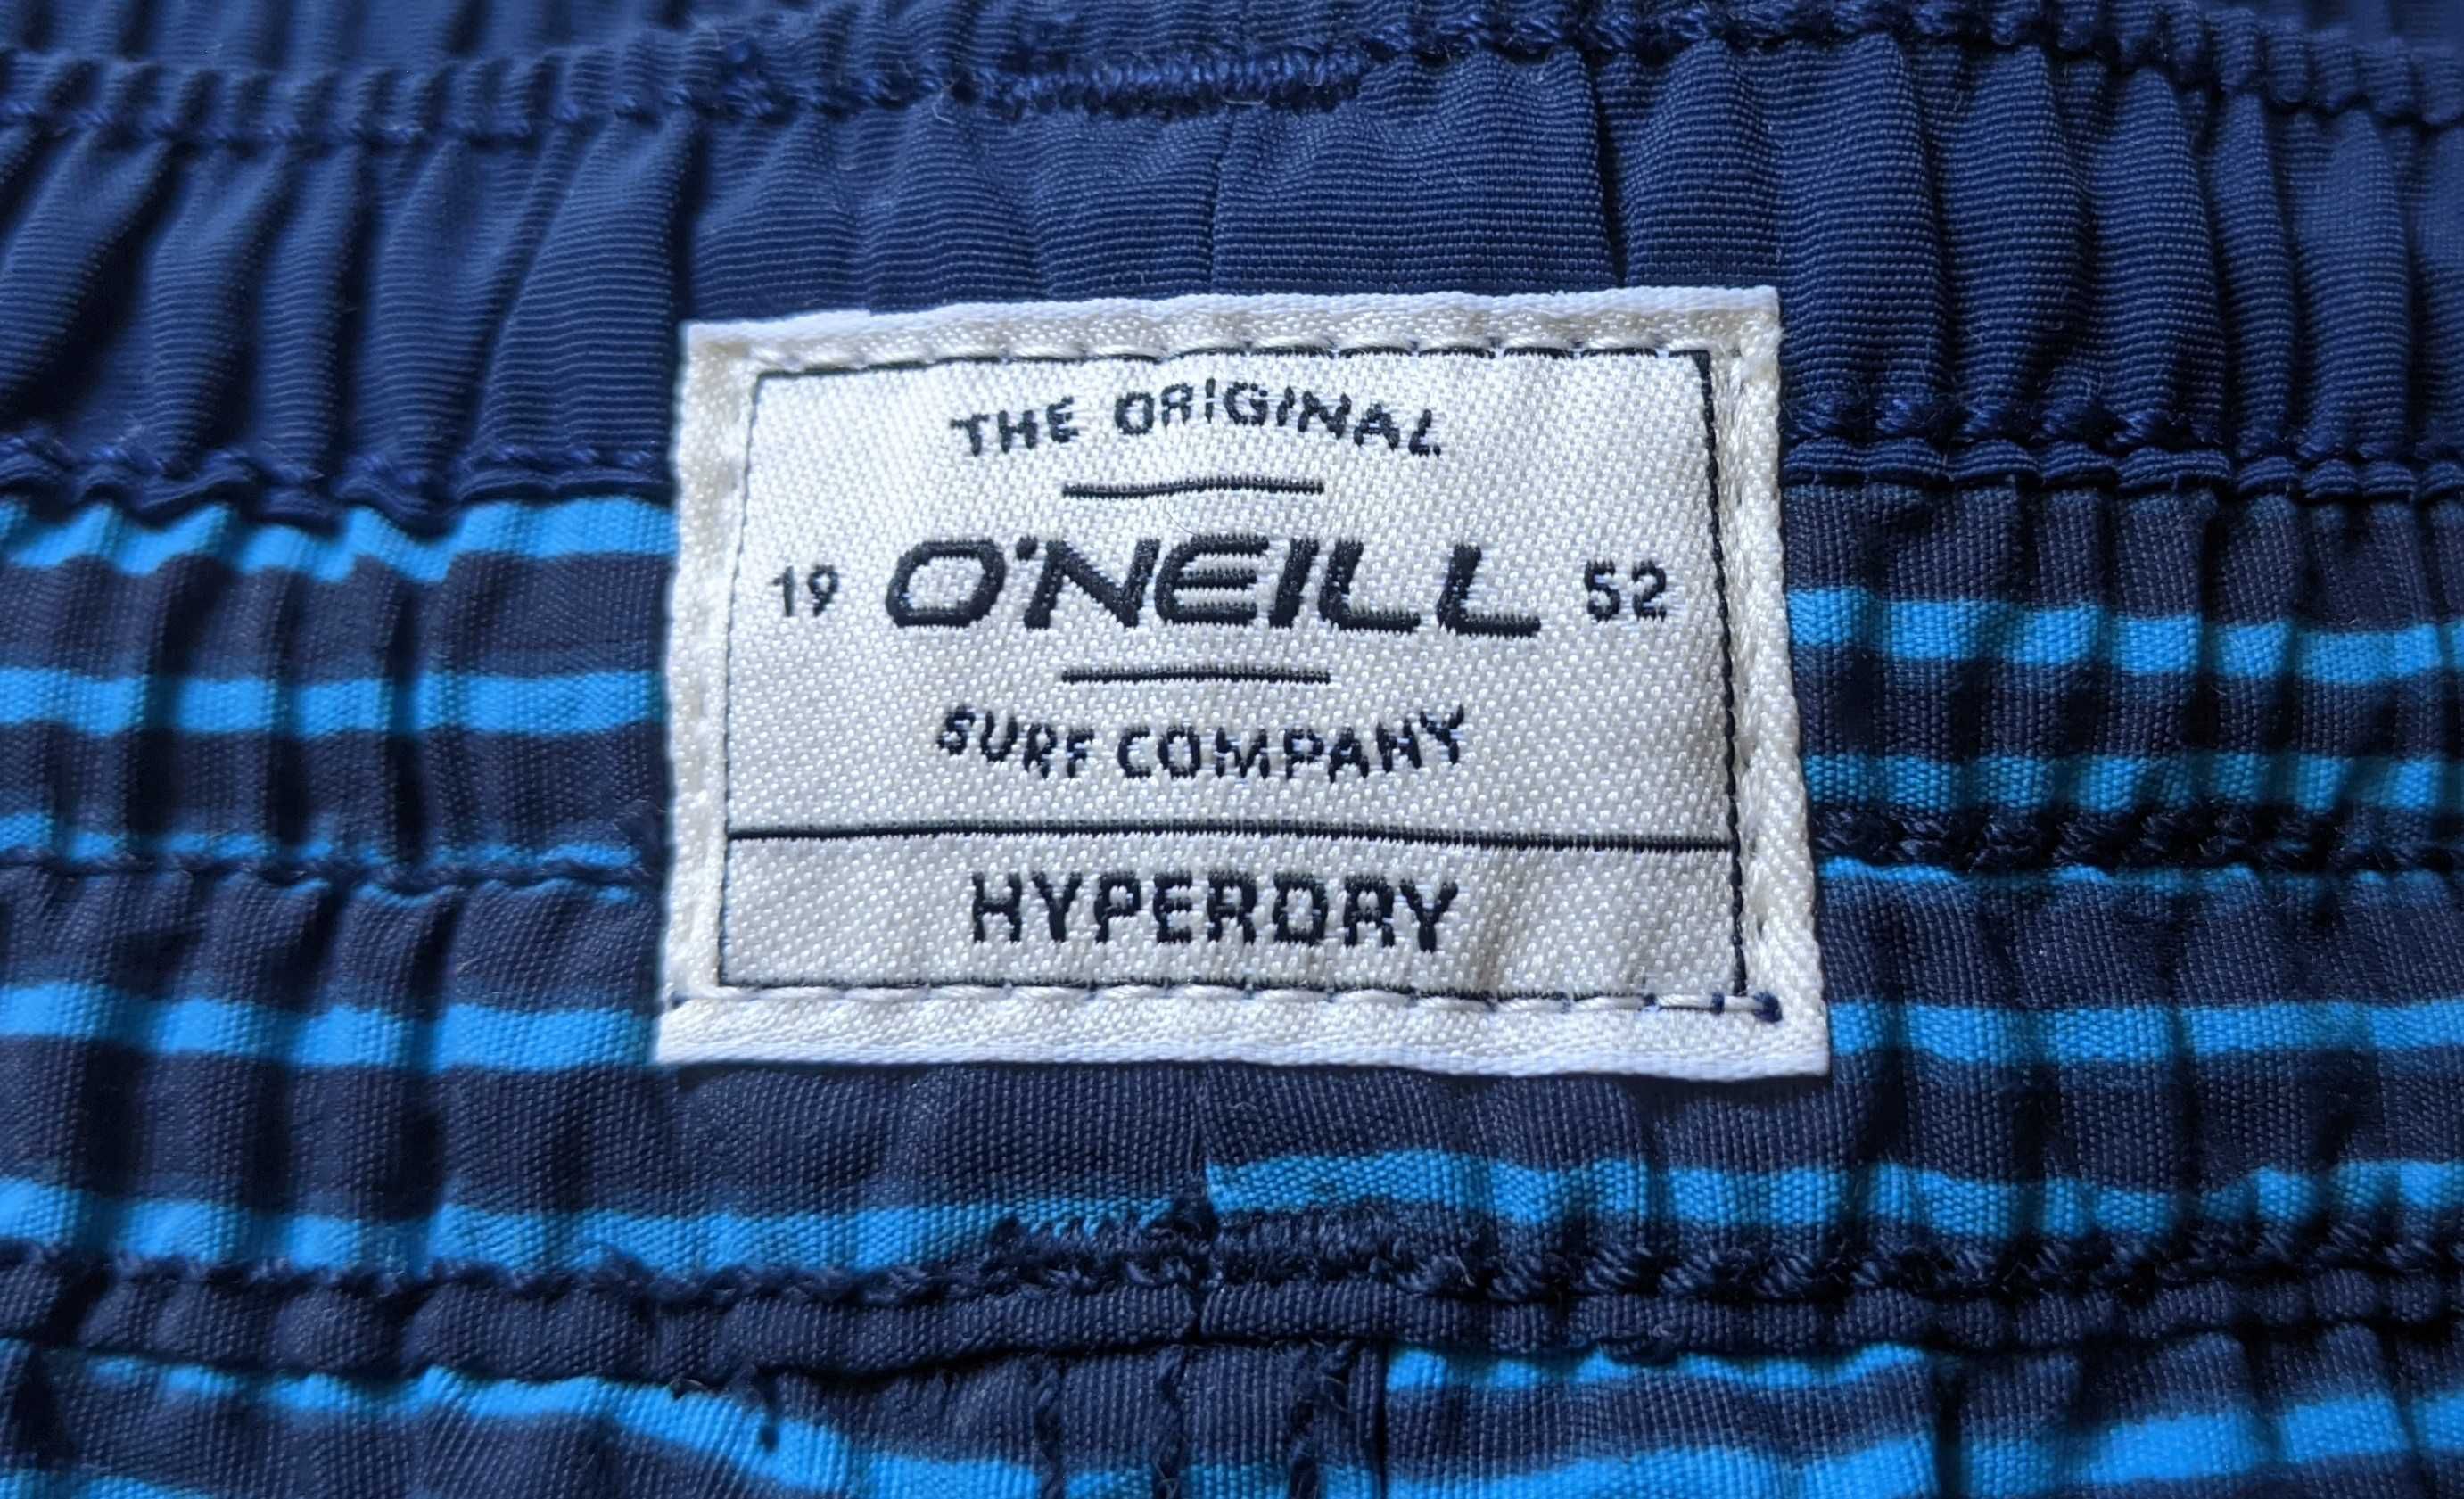 THE ORIGINAL
19 O'NEILL 52
SURF COMPANY
HYPERDRY